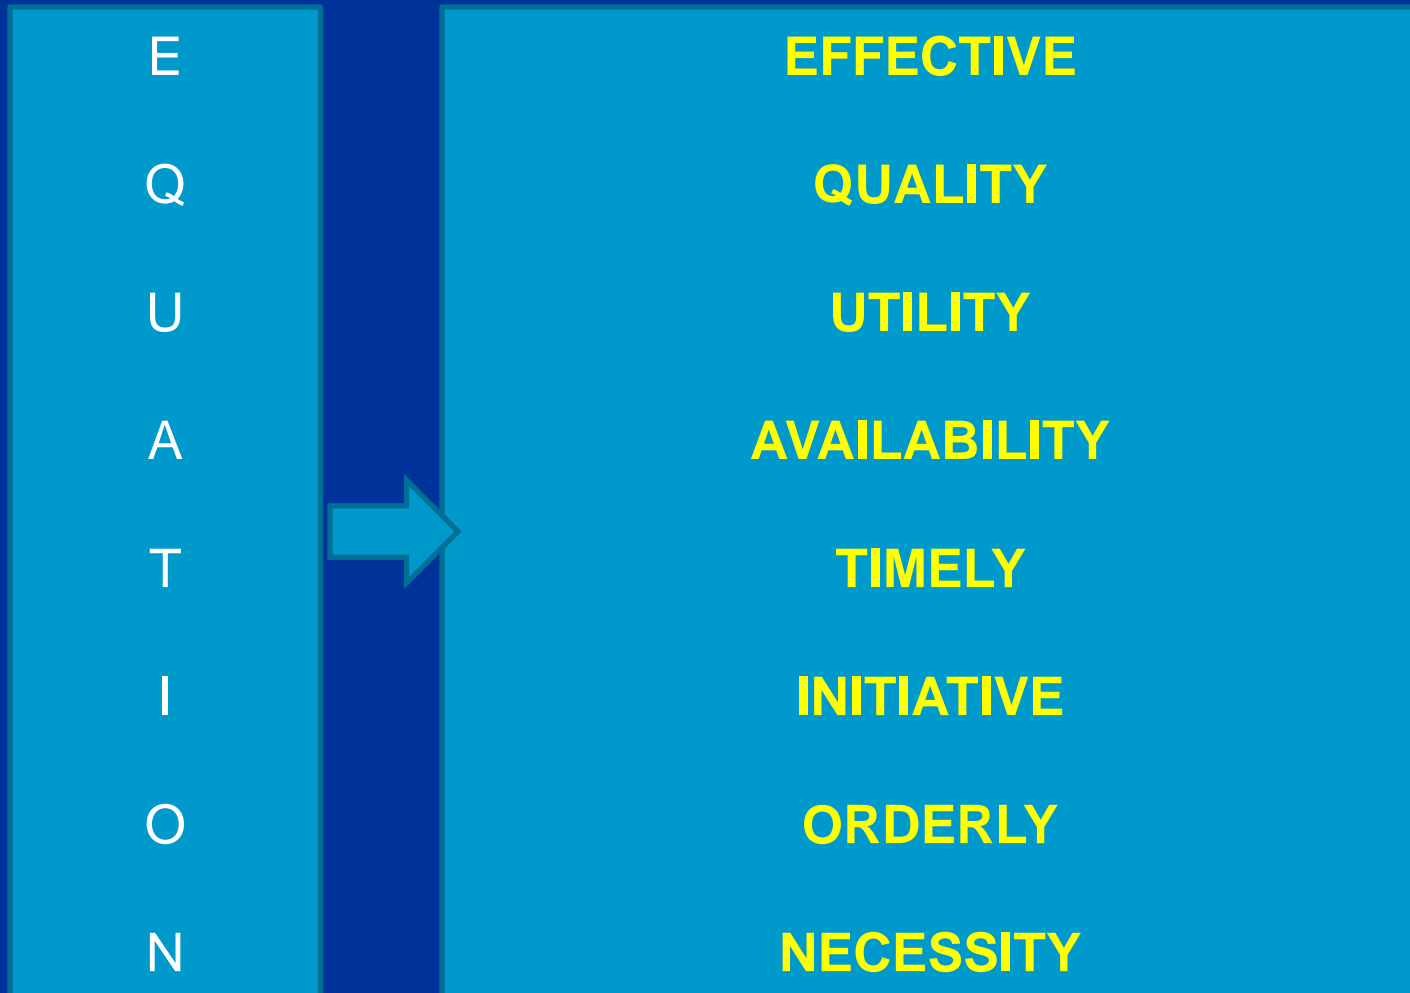 E EFFECTIVE
Q QUALITY
U UTILITY
A AVAILABILITY
T TIMELY
I INITIATIVE
O ORDERLY
N NECESSITY